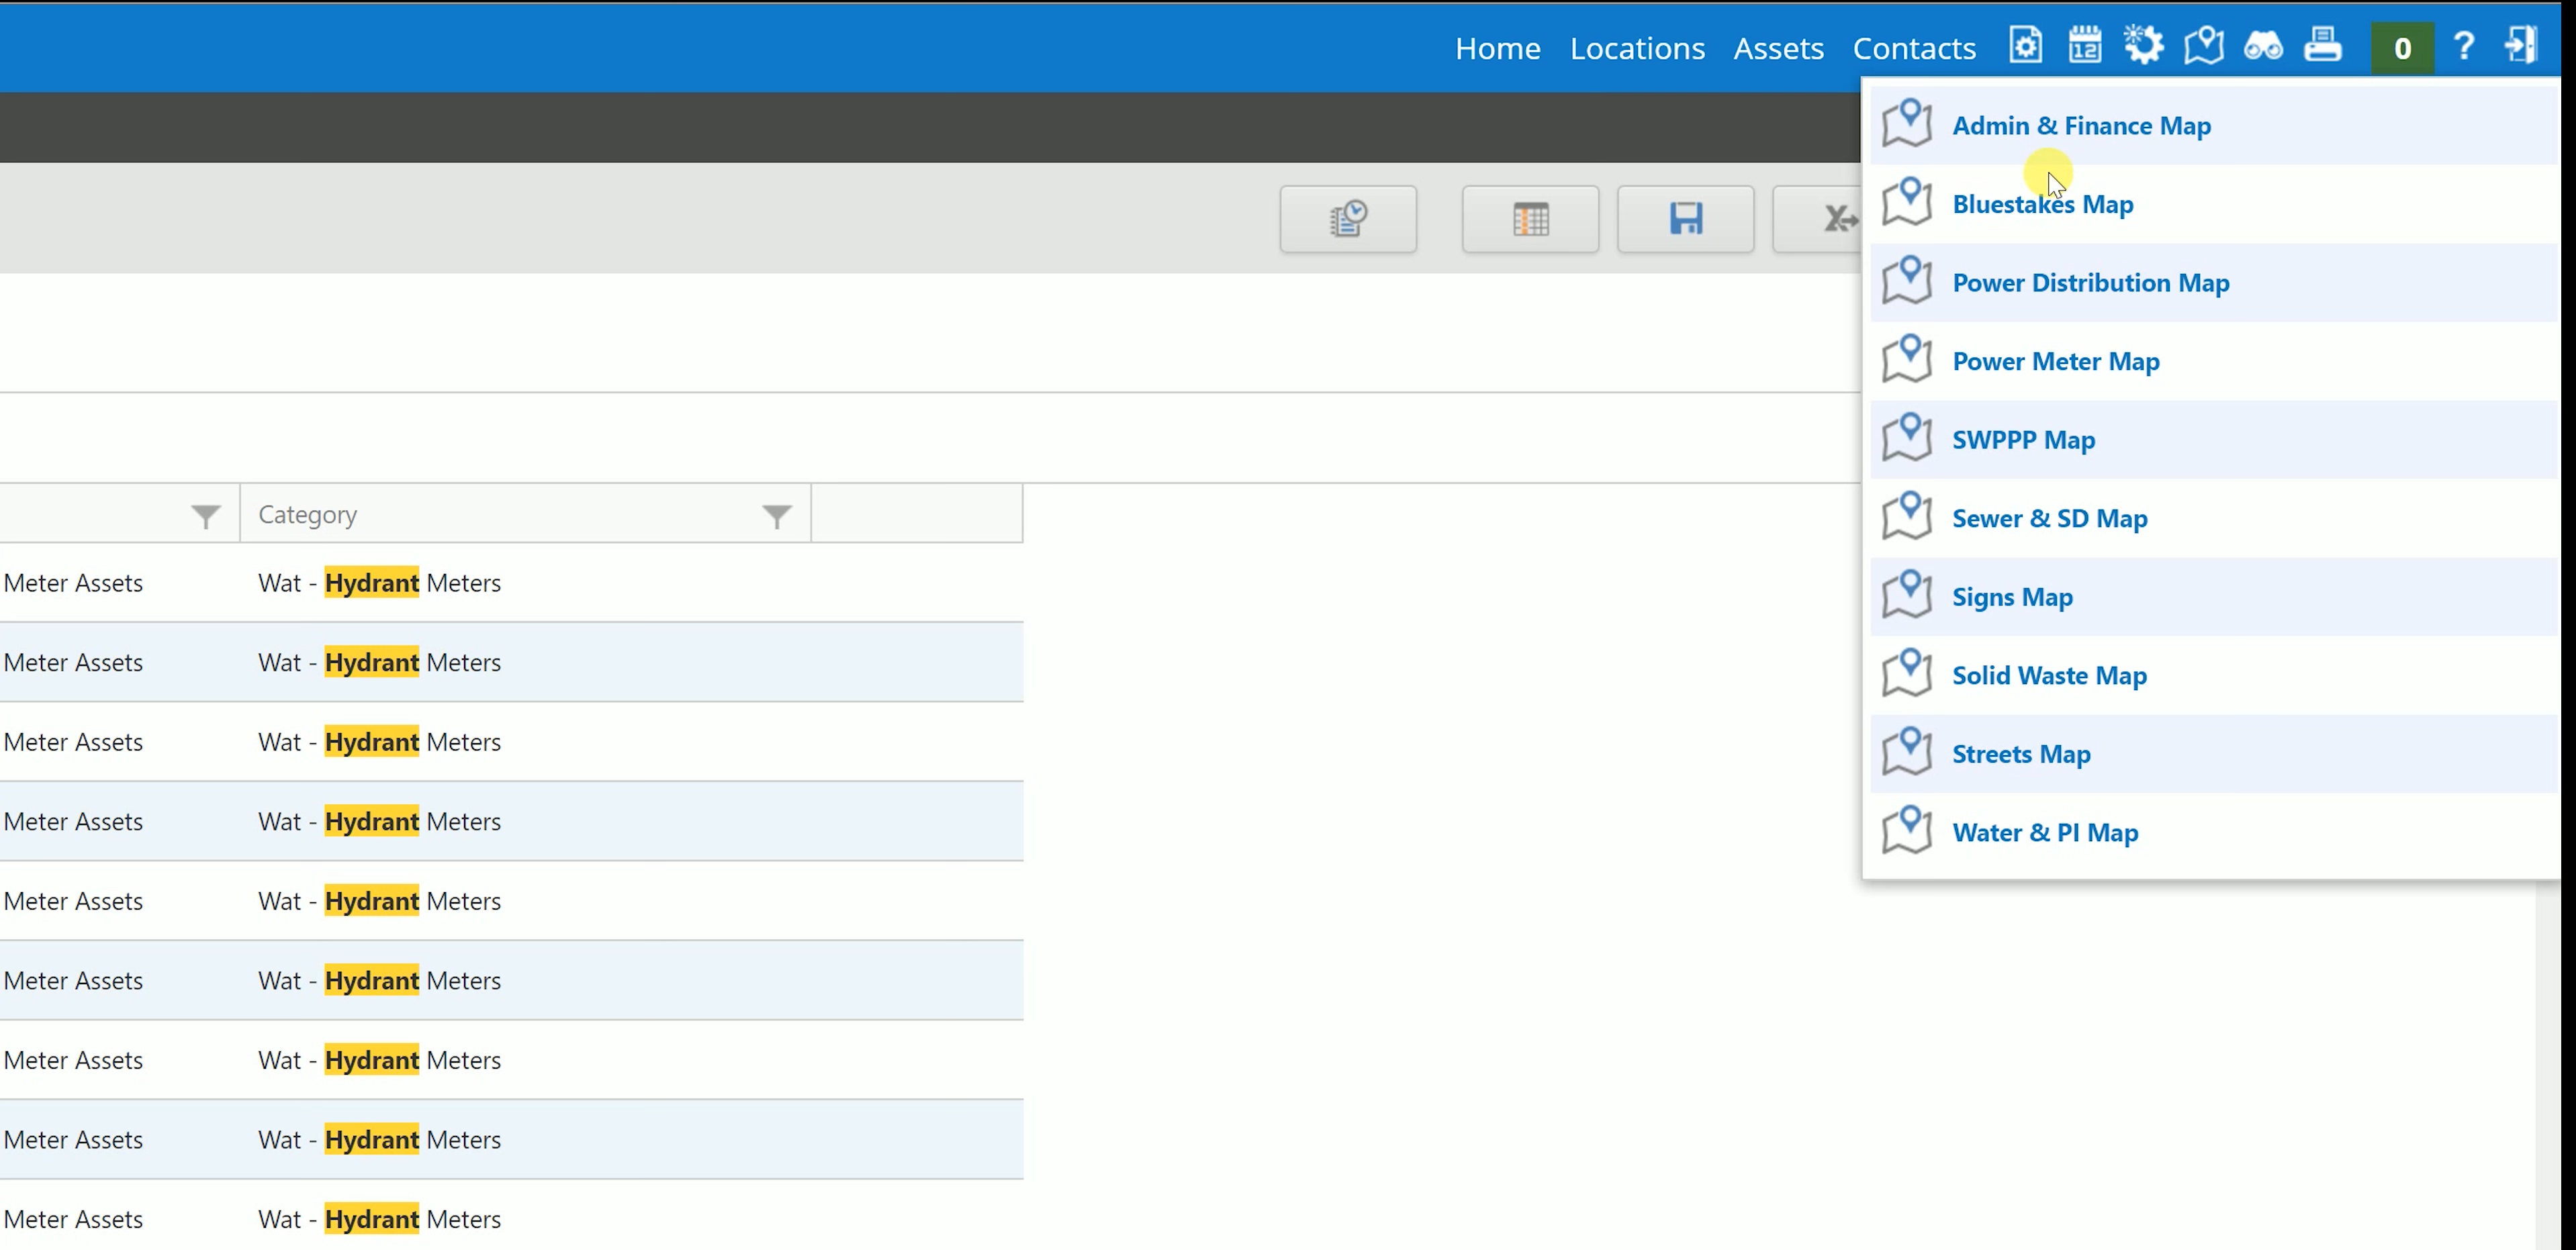 Home Locations Assets Contacts 12 0 ?
Admin & Finance Map
Bluestakes Map
Power Distribution Map
Power Meter Map
SWPPP Map
Sewer & SD Map
Signs Map
Solid Waste Map
Streets Map
Water & PI Map
X
Category
Meter Assets Wat - Hydrant Meters
Meter Assets Wat - Hydrant Meters
Meter Assets Wat - Hydrant Meters
Meter Assets Wat - Hydrant Meters
Meter Assets Wat - Hydrant Meters
Meter Assets Wat - Hydrant Meters
Meter Assets Wat - Hydrant Meters
Meter Assets Wat - Hydrant Meters
Meter Assets Wat - Hydrant Meters